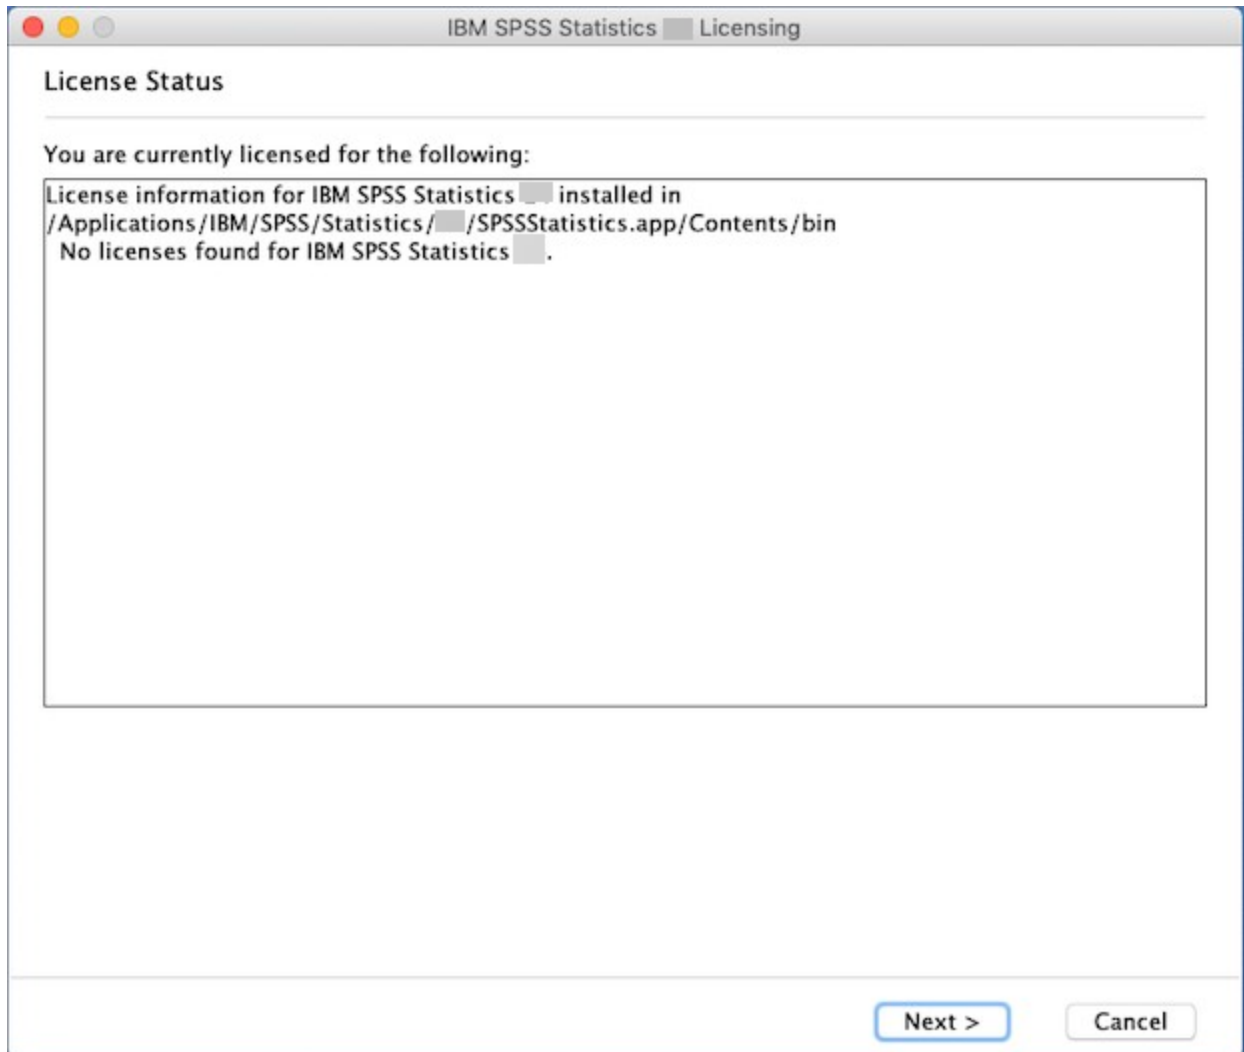 IBM SPSS Statistics Licensing
License Status
You are currently licensed for the following:
License information for IBM SPSS Statistics installed in
/Applications/IBM/SPSS/Statistics/ /SPSSStatistics.app/Contents/bin
No licenses found for IBM SPSS Statistics .
Next >
Cancel